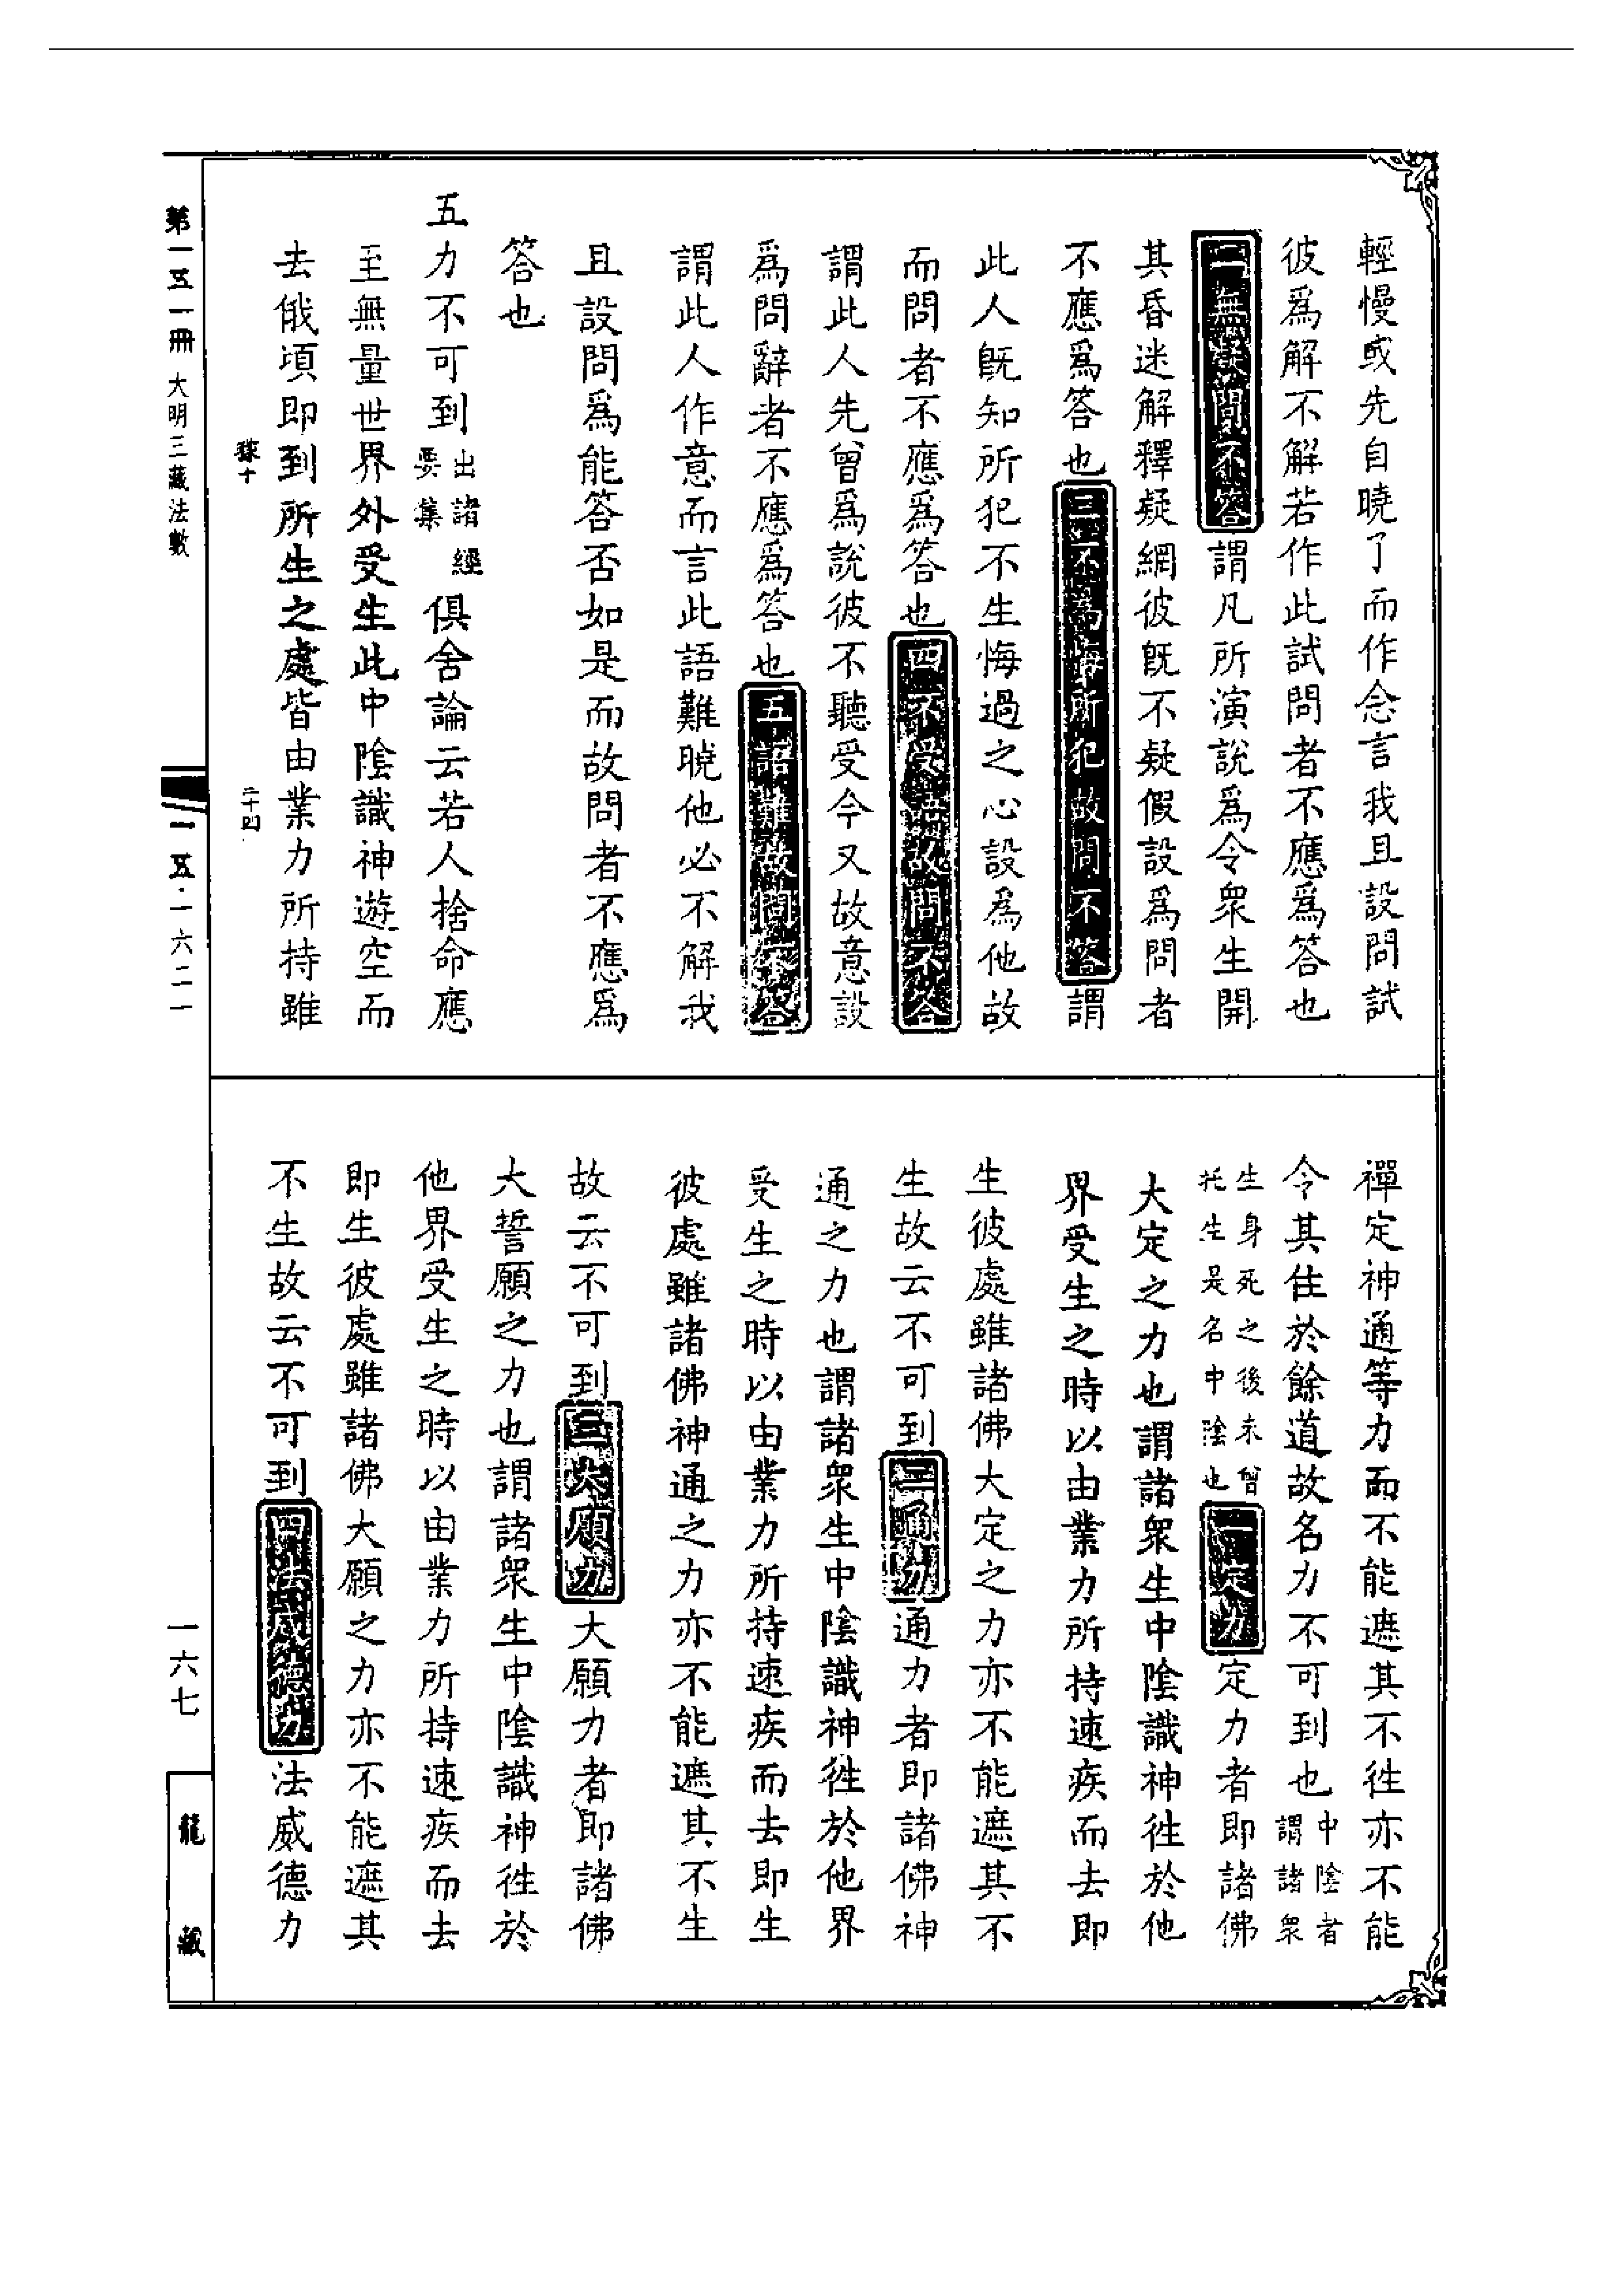 輕慢或先自曉了而作念言我且設問試
彼爲解不解若作此試問者不應爲答也
二無疑問不答謂凡所演說爲令衆生開
其昏迷解釋疑網彼旣不疑假設爲問者
不應爲答也三不爲悔所犯故問不答謂
此人旣知所犯不生悔過之心設爲他故
而問者不應爲答也四不受語故問不答
謂此人先曾爲說彼不聽受今又故意設
爲問辭者不應爲答也五語難故問不答
謂此人作意而言此語難曉他必不解我
且設問爲能答否如是而故問者不應爲
答也
五力不可到出諸經要集俱舍論云若人捨命應
至無量世界外受生此中陰識神遊空而
去俄頃即到所生之處皆由業力所持雖
祿十
二十四
禪定神通等力而不能遮其不徃亦不能
令其住於餘道故名力不可到也中陰者謂諸衆
生身死之後未曾托生是名中陰也一定力定力者即諸佛
大定之力也謂諸衆生中陰識神徃於他
界受生之時以由業力所持速疾而去即
生彼處雖諸佛大定之力亦不能遮其不
生故云不可到二通力通力者即諸佛神
通之力也謂諸衆生中陰識神徃於他界
受生之時以由業力所持速疾而去即生
彼處雖諸佛神通之力亦不能遮其不生
故云不可到三大願力大願力者即諸佛
大誓願之力也謂諸衆生中陰識神徃於
他界受生之時以由業力所持速疾而去
即生彼處雖諸佛大願之力亦不能遮其
不生故云不可到四法威德力法威德力
第一五一冊 大明三藏法數
一五·一六二一
一六七
龍藏